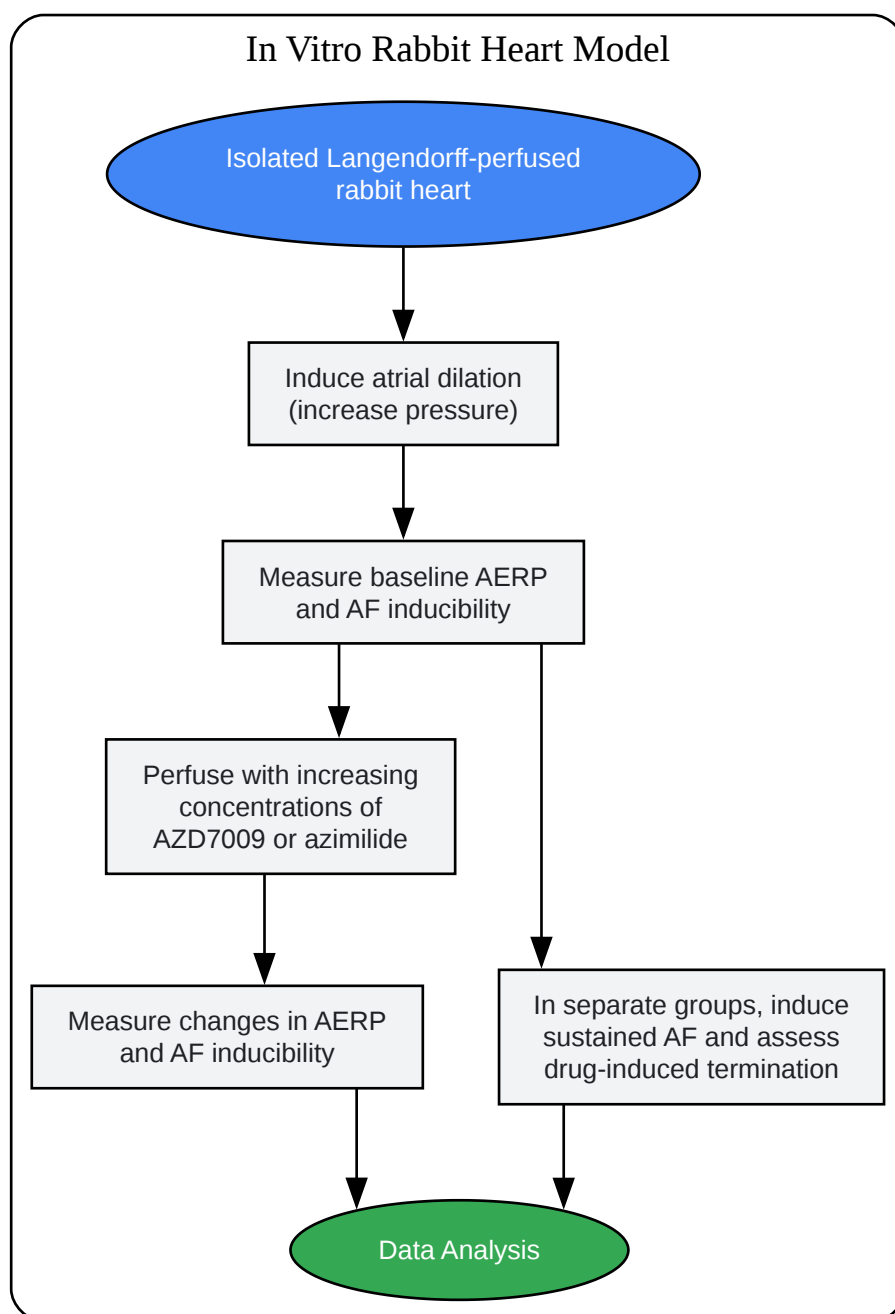 In Vitro Rabbit Heart Model
Isolated Langendorff-perfused
rabbit heart
Induce atrial dilation
(increase pressure)
Measure baseline AERP
and AF inducibility
Perfuse with increasing
concentrations of
AZD7009 or azimilide
Measure changes in AERP
and AF inducibility
In separate groups, induce
sustained AF and assess
drug-induced termination
Data Analysis